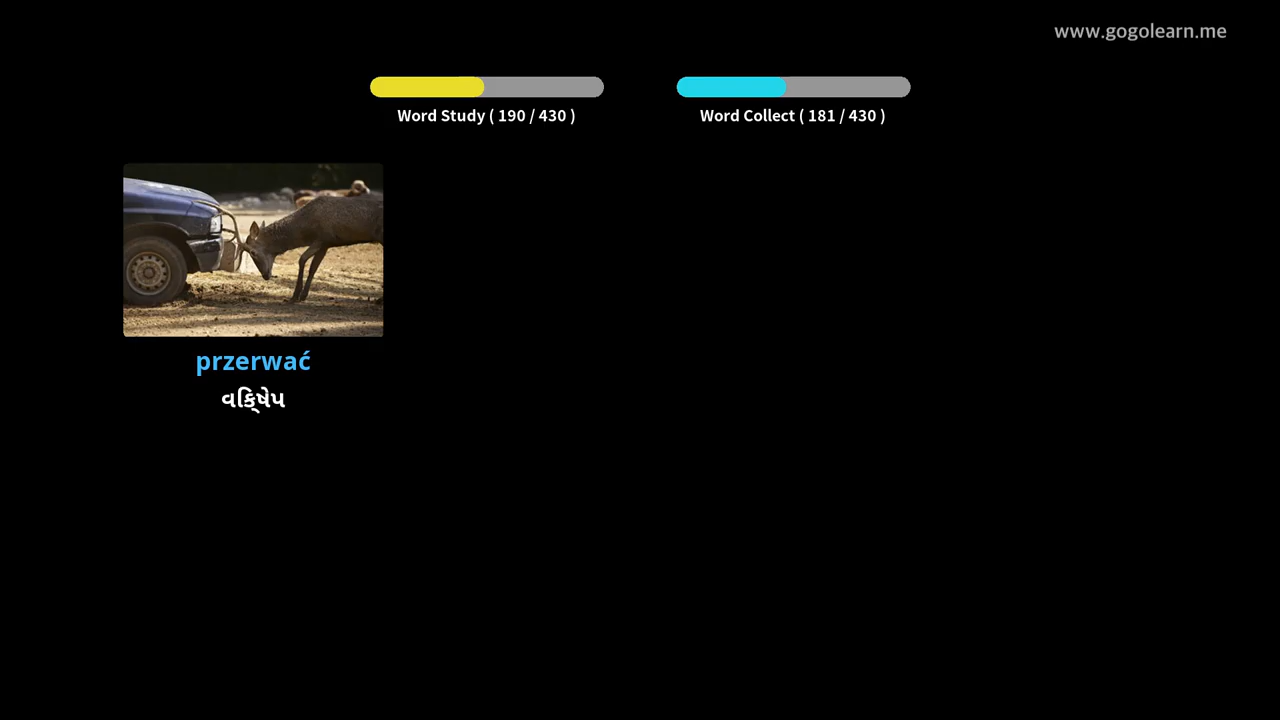 www.gogolearn.me
Word Study ( 190 / 430 )
Word Collect ( 181 / 430 )
przerwać
વિક્ષેપ